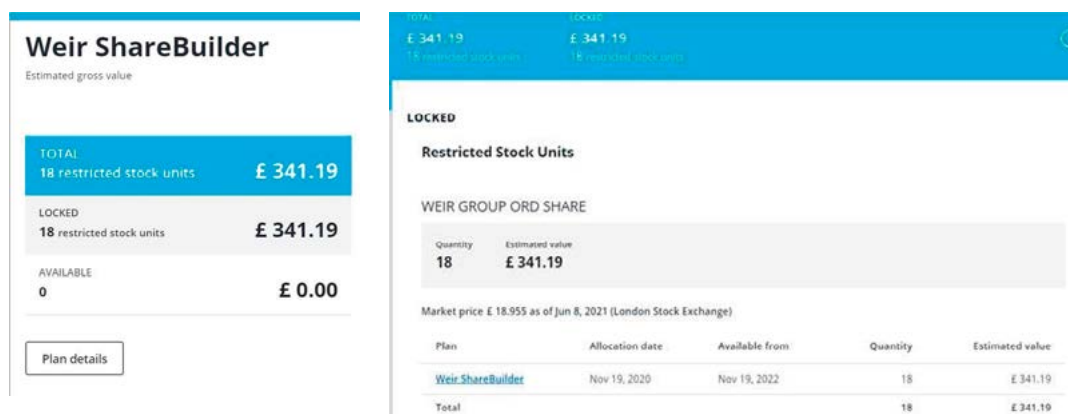 Weir ShareBuilder
Estimated gross value
TOTAL
18 restricted stock units £ 341.19
LOCKED
18 restricted stock units £ 341.19
AVAILABLE
0 £ 0.00
Plan details
TOTAL LOCKED
£ 341.19 £ 341.19
18 restricted stock units 18 restricted stock units
LOCKED
Restricted Stock Units
WEIR GROUP ORD SHARE
Quantity Estimated value
18 £ 341.19
Market price £ 18.955 as of Jun 8, 2021 (London Stock Exchange)
Plan Allocation date Available from Quantity Estimated value
Weir ShareBuilder Nov 19, 2020 Nov 19, 2022 18 £ 341.19
Total 18 £ 341.19